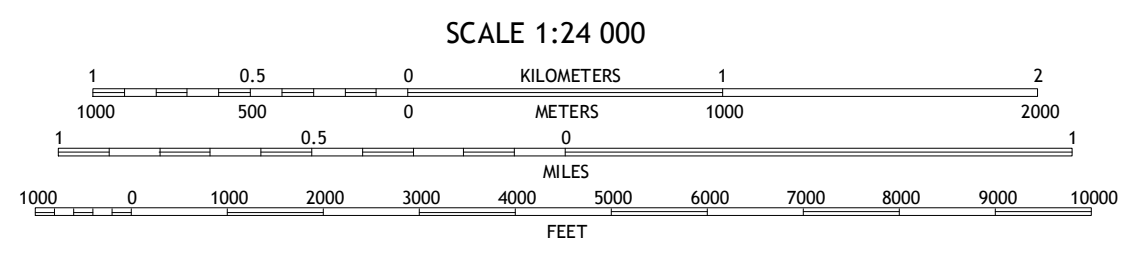 SCALE 1:24 000
1 0.5 0 KILOMETERS 1 2
1000 500 0 METERS 1000 2000
1 0.5 0 1
MILES
1000 0 1000 2000 3000 4000 5000 6000 7000 8000 9000 10000
FEET